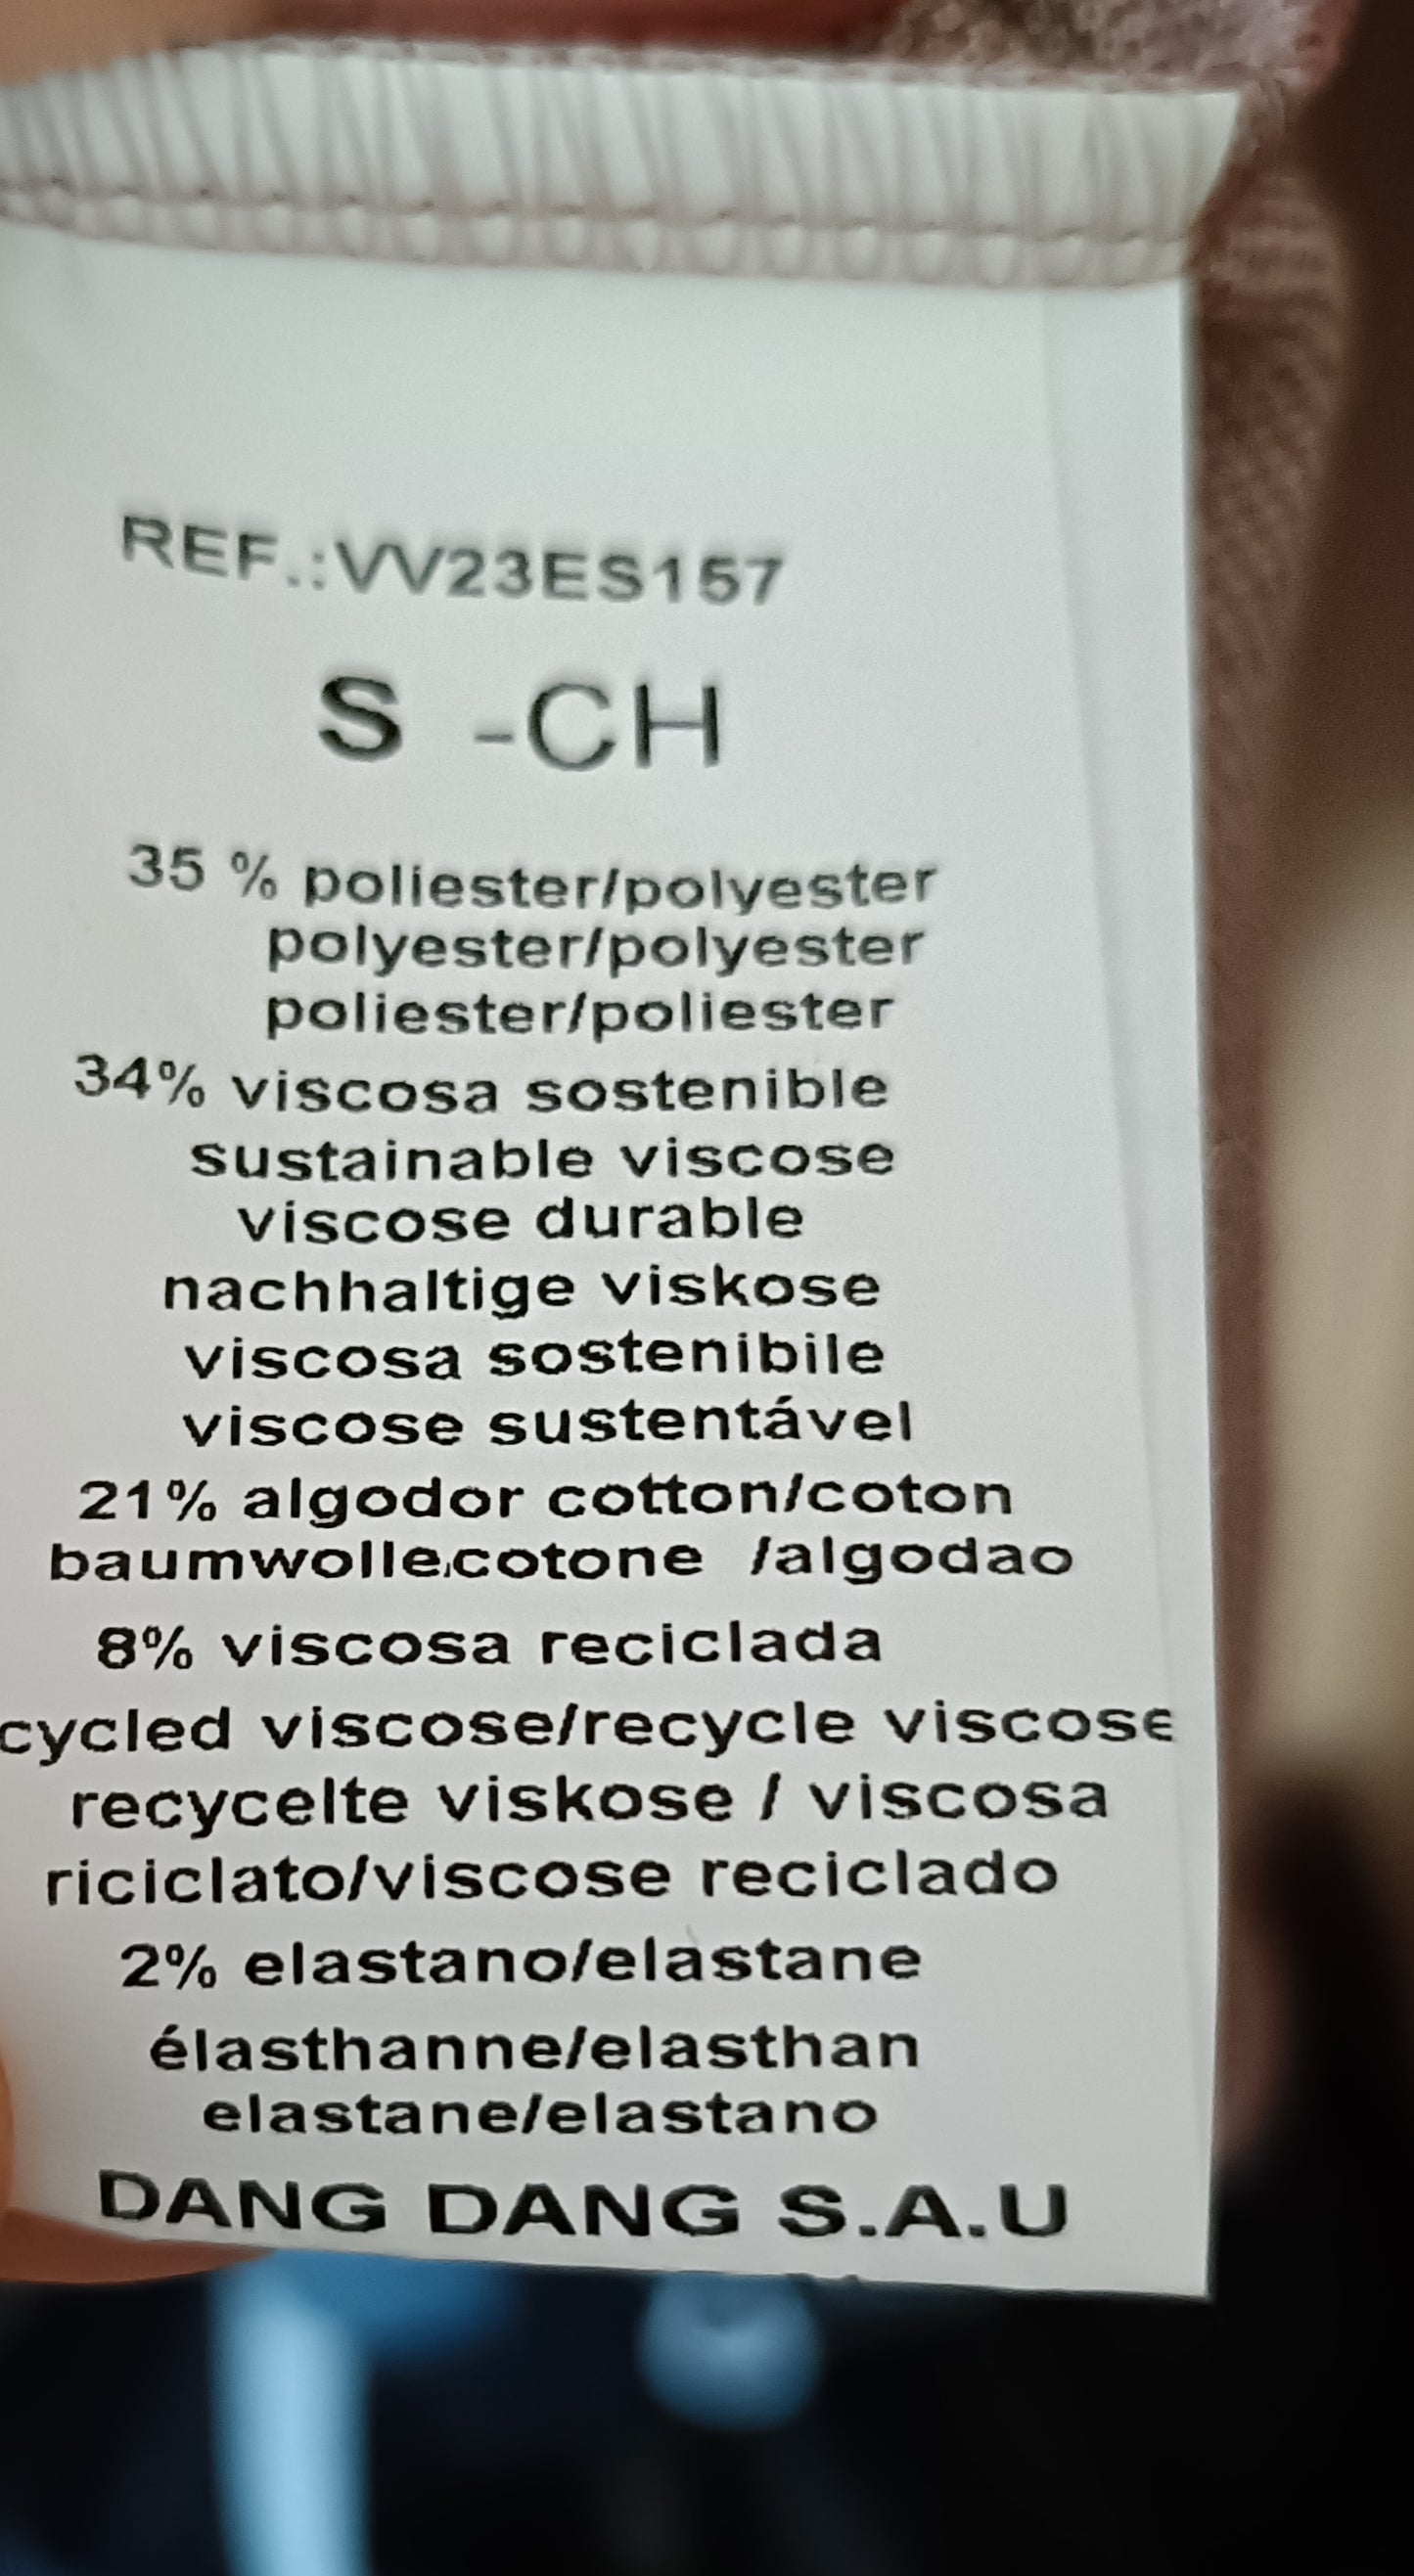 REF.:VV23ES157
S -CH
35 % poliester/polyester
polyester/polyester
poliester/poliester
34% viscosa sostenible
sustainable viscose
viscose durable
nachhaltige viskose
viscosa sostenibile
viscose sustentável
21% algodor cotton/coton
baumwolle,cotone /algodao
8% viscosa reciclada
cycled viscose/recycle viscose
recycelte viskose / viscosa
riciclato/viscose reciclado
2% elastano/elastane
élasthanne/elasthan
elastane/elastano
DANG DANG S.A.U